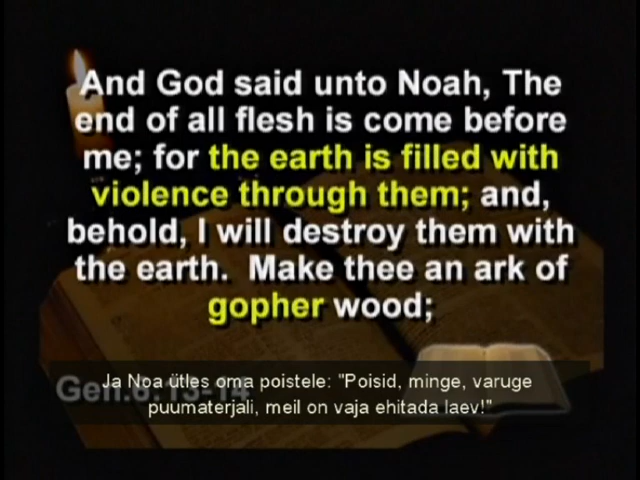 And God said unto Noah, The
end of all flesh is come before
me; for the earth is filled with
violence through them; and,
behold, I will destroy them with
the earth. Make thee an ark of
gopher wood;
Gen.6:13-14
Ja Noa ütles oma poistele: "Poisid, minge, varuge
puumaterjali, meil on vaja ehitada laev!"